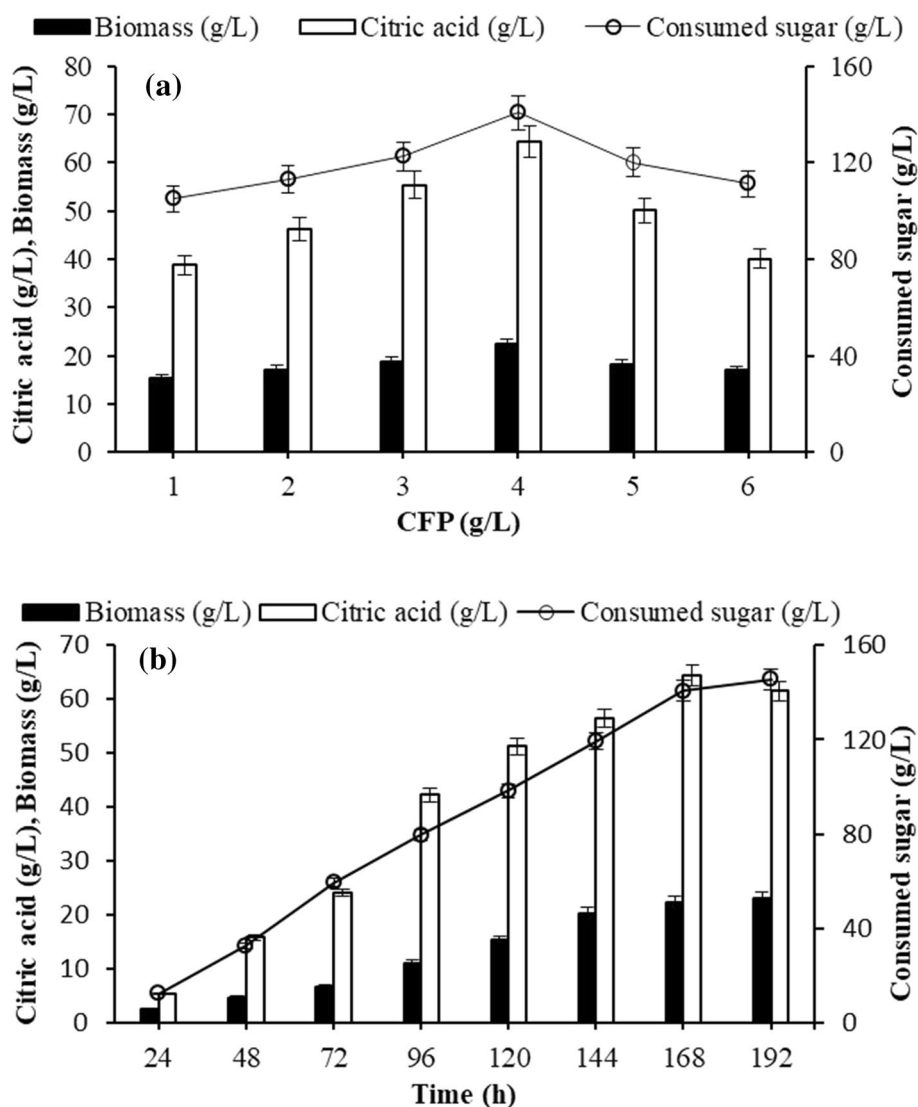 Biomass (g/L) Citric acid (g/L) Consumed sugar (g/L)
(a)
Citric acid (g/L), Biomass (g/L)
80
70
60
50
40
30
20
10
0
160
120
80
40
0
Consumed sugar (g/L)
1 2 3 4 5 6
CFP (g/L)
Biomass (g/L) Citric acid (g/L) Consumed sugar (g/L)
(b)
Citric acid (g/L), Biomass (g/L)
70
60
50
40
30
20
10
0
160
120
80
40
0
Consumed sugar (g/L)
24 48 72 96 120 144 168 192
Time (h)